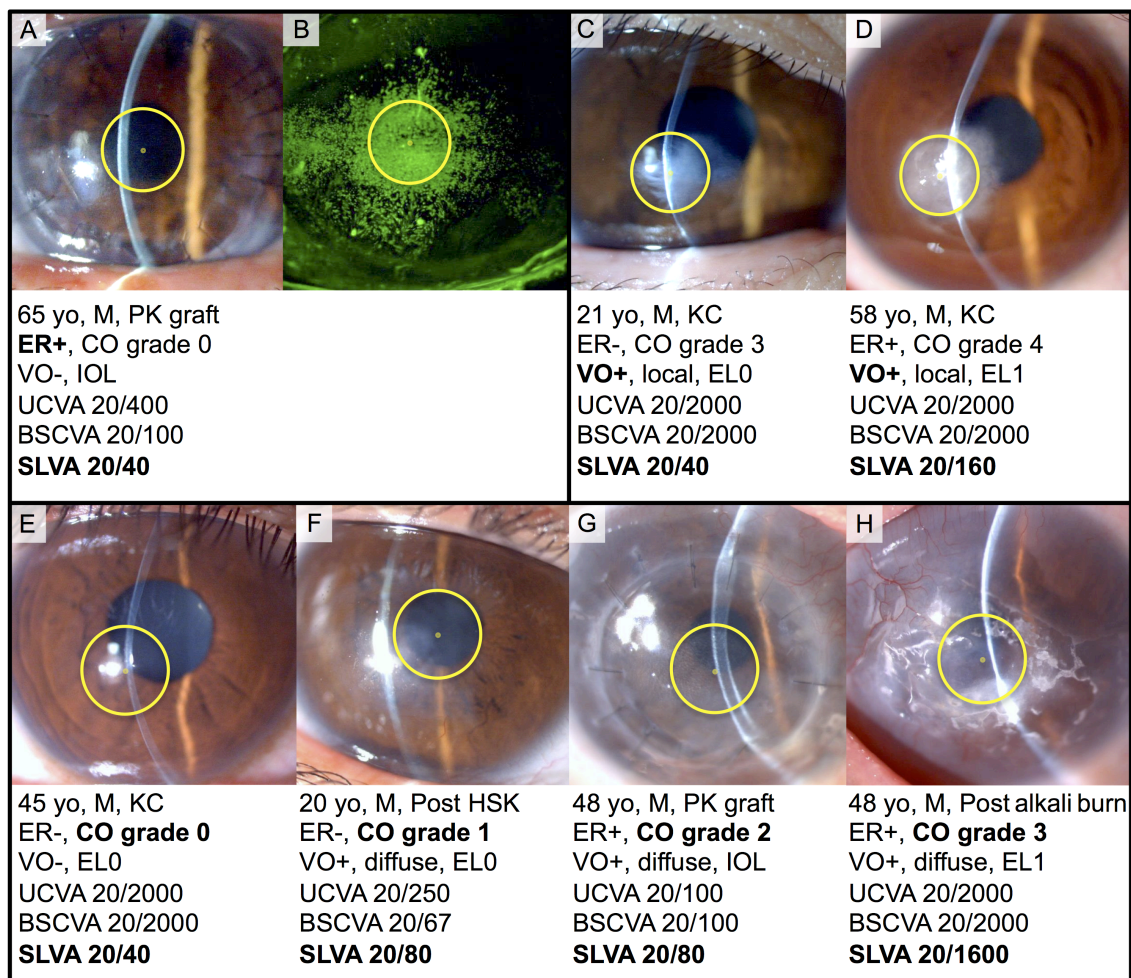 A
B
C
D
65 yo, M, PK graft
ER+, CO grade 0
VO-, IOL
UCVA 20/400
BSCVA 20/100
SLVA 20/40
21 yo, M, KC
ER-, CO grade 3
VO+, local, EL0
UCVA 20/2000
BSCVA 20/2000
SLVA 20/40
58 yo, M, KC
ER+, CO grade 4
VO+, local, EL1
UCVA 20/2000
BSCVA 20/2000
SLVA 20/160
E
F
G
H
45 yo, M, KC
ER-, CO grade 0
VO-, EL0
UCVA 20/2000
BSCVA 20/2000
SLVA 20/40
20 yo, M, Post HSK
ER-, CO grade 1
VO+, diffuse, EL0
UCVA 20/250
BSCVA 20/67
SLVA 20/80
48 yo, M, PK graft
ER+, CO grade 2
VO+, diffuse, IOL
UCVA 20/100
BSCVA 20/100
SLVA 20/80
48 yo, M, Post alkali burn
ER+, CO grade 3
VO+, diffuse, EL1
UCVA 20/2000
BSCVA 20/2000
SLVA 20/1600